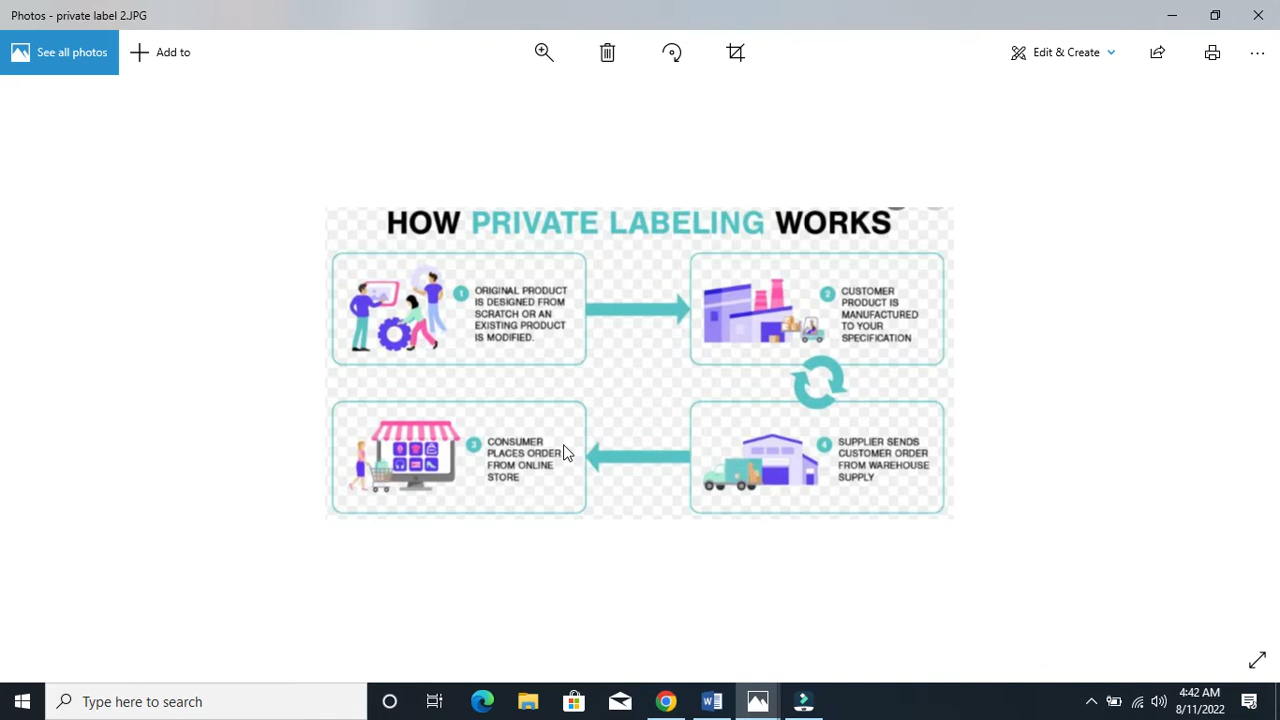 Photos - private label 2.JPG
See all photos
Add to
Edit & Create
HOW PRIVATE LABELING WORKS
1
ORIGINAL PRODUCT
IS DESIGNED FROM
SCRATCH OR AN
EXISTING PRODUCT
IS MODIFIED.
2
CUSTOMER
PRODUCT IS
MANUFACTURED
TO YOUR
SPECIFICATION
3
CONSUMER
PLACES ORDER
FROM ONLINE
STORE
4
SUPPLIER SENDS
CUSTOMER ORDER
FROM WAREHOUSE
SUPPLY
Type here to search
4:42 AM
8/11/2022